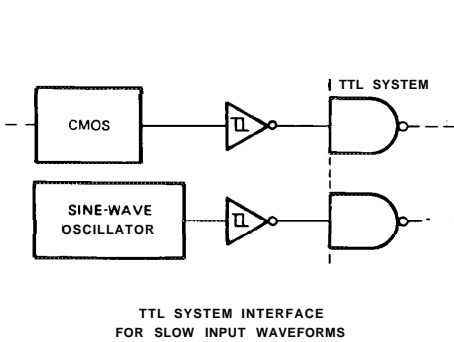 TTL SYSTEM
CMOS
SINE-WAVE
OSCILLATOR
TTL SYSTEM INTERFACE
FOR SLOW INPUT WAVEFORMS